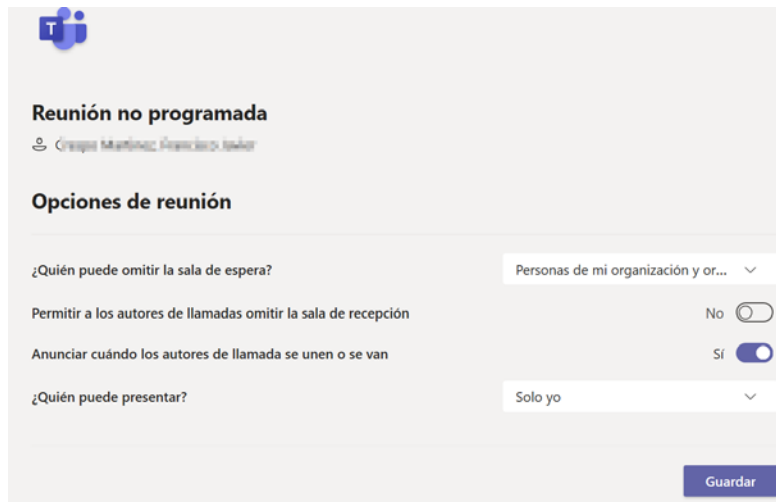 T
Reunión no programada
Opciones de reunión
¿Quién puede omitir la sala de espera? Personas de mi organización y or...
Permitir a los autores de llamadas omitir la sala de recepción No
Anunciar cuándo los autores de llamada se unen o se van Sí
¿Quién puede presentar? Solo yo
Guardar